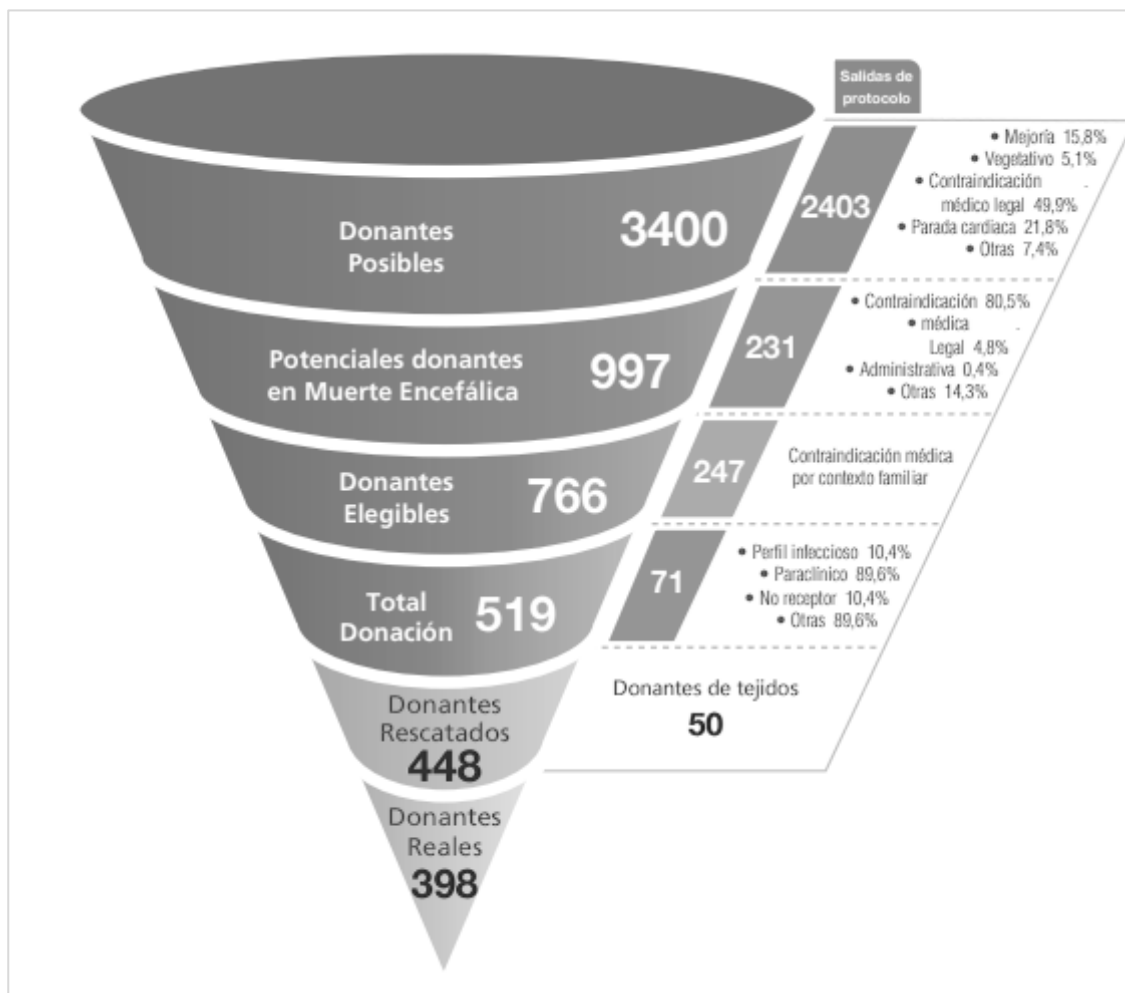 Salidas de
protocolo
Donantes
Posibles
3400
2403
• Mejoría 15,8%
• Vegetativo 5,1%
• Contraindicación .
médico legal 49,9%
• Parada cardiaca 21,8%
• Otras 7,4%
Potenciales donantes
en Muerte Encefálica
997
231
• Contraindicación 80,5%
• médica .
Legal 4,8%
• Administrativa 0,4%
• Otras 14,3%
Donantes
Elegibles
766
247
Contraindicación médica
por contexto familiar
Total
Donación
519
71
• Perfil infeccioso 10,4%
• Paraclínico 89,6%
• No receptor 10,4%
• Otras 89,6%
Donantes
Rescatados
448
Donantes de tejidos
50
Donantes
Reales
398